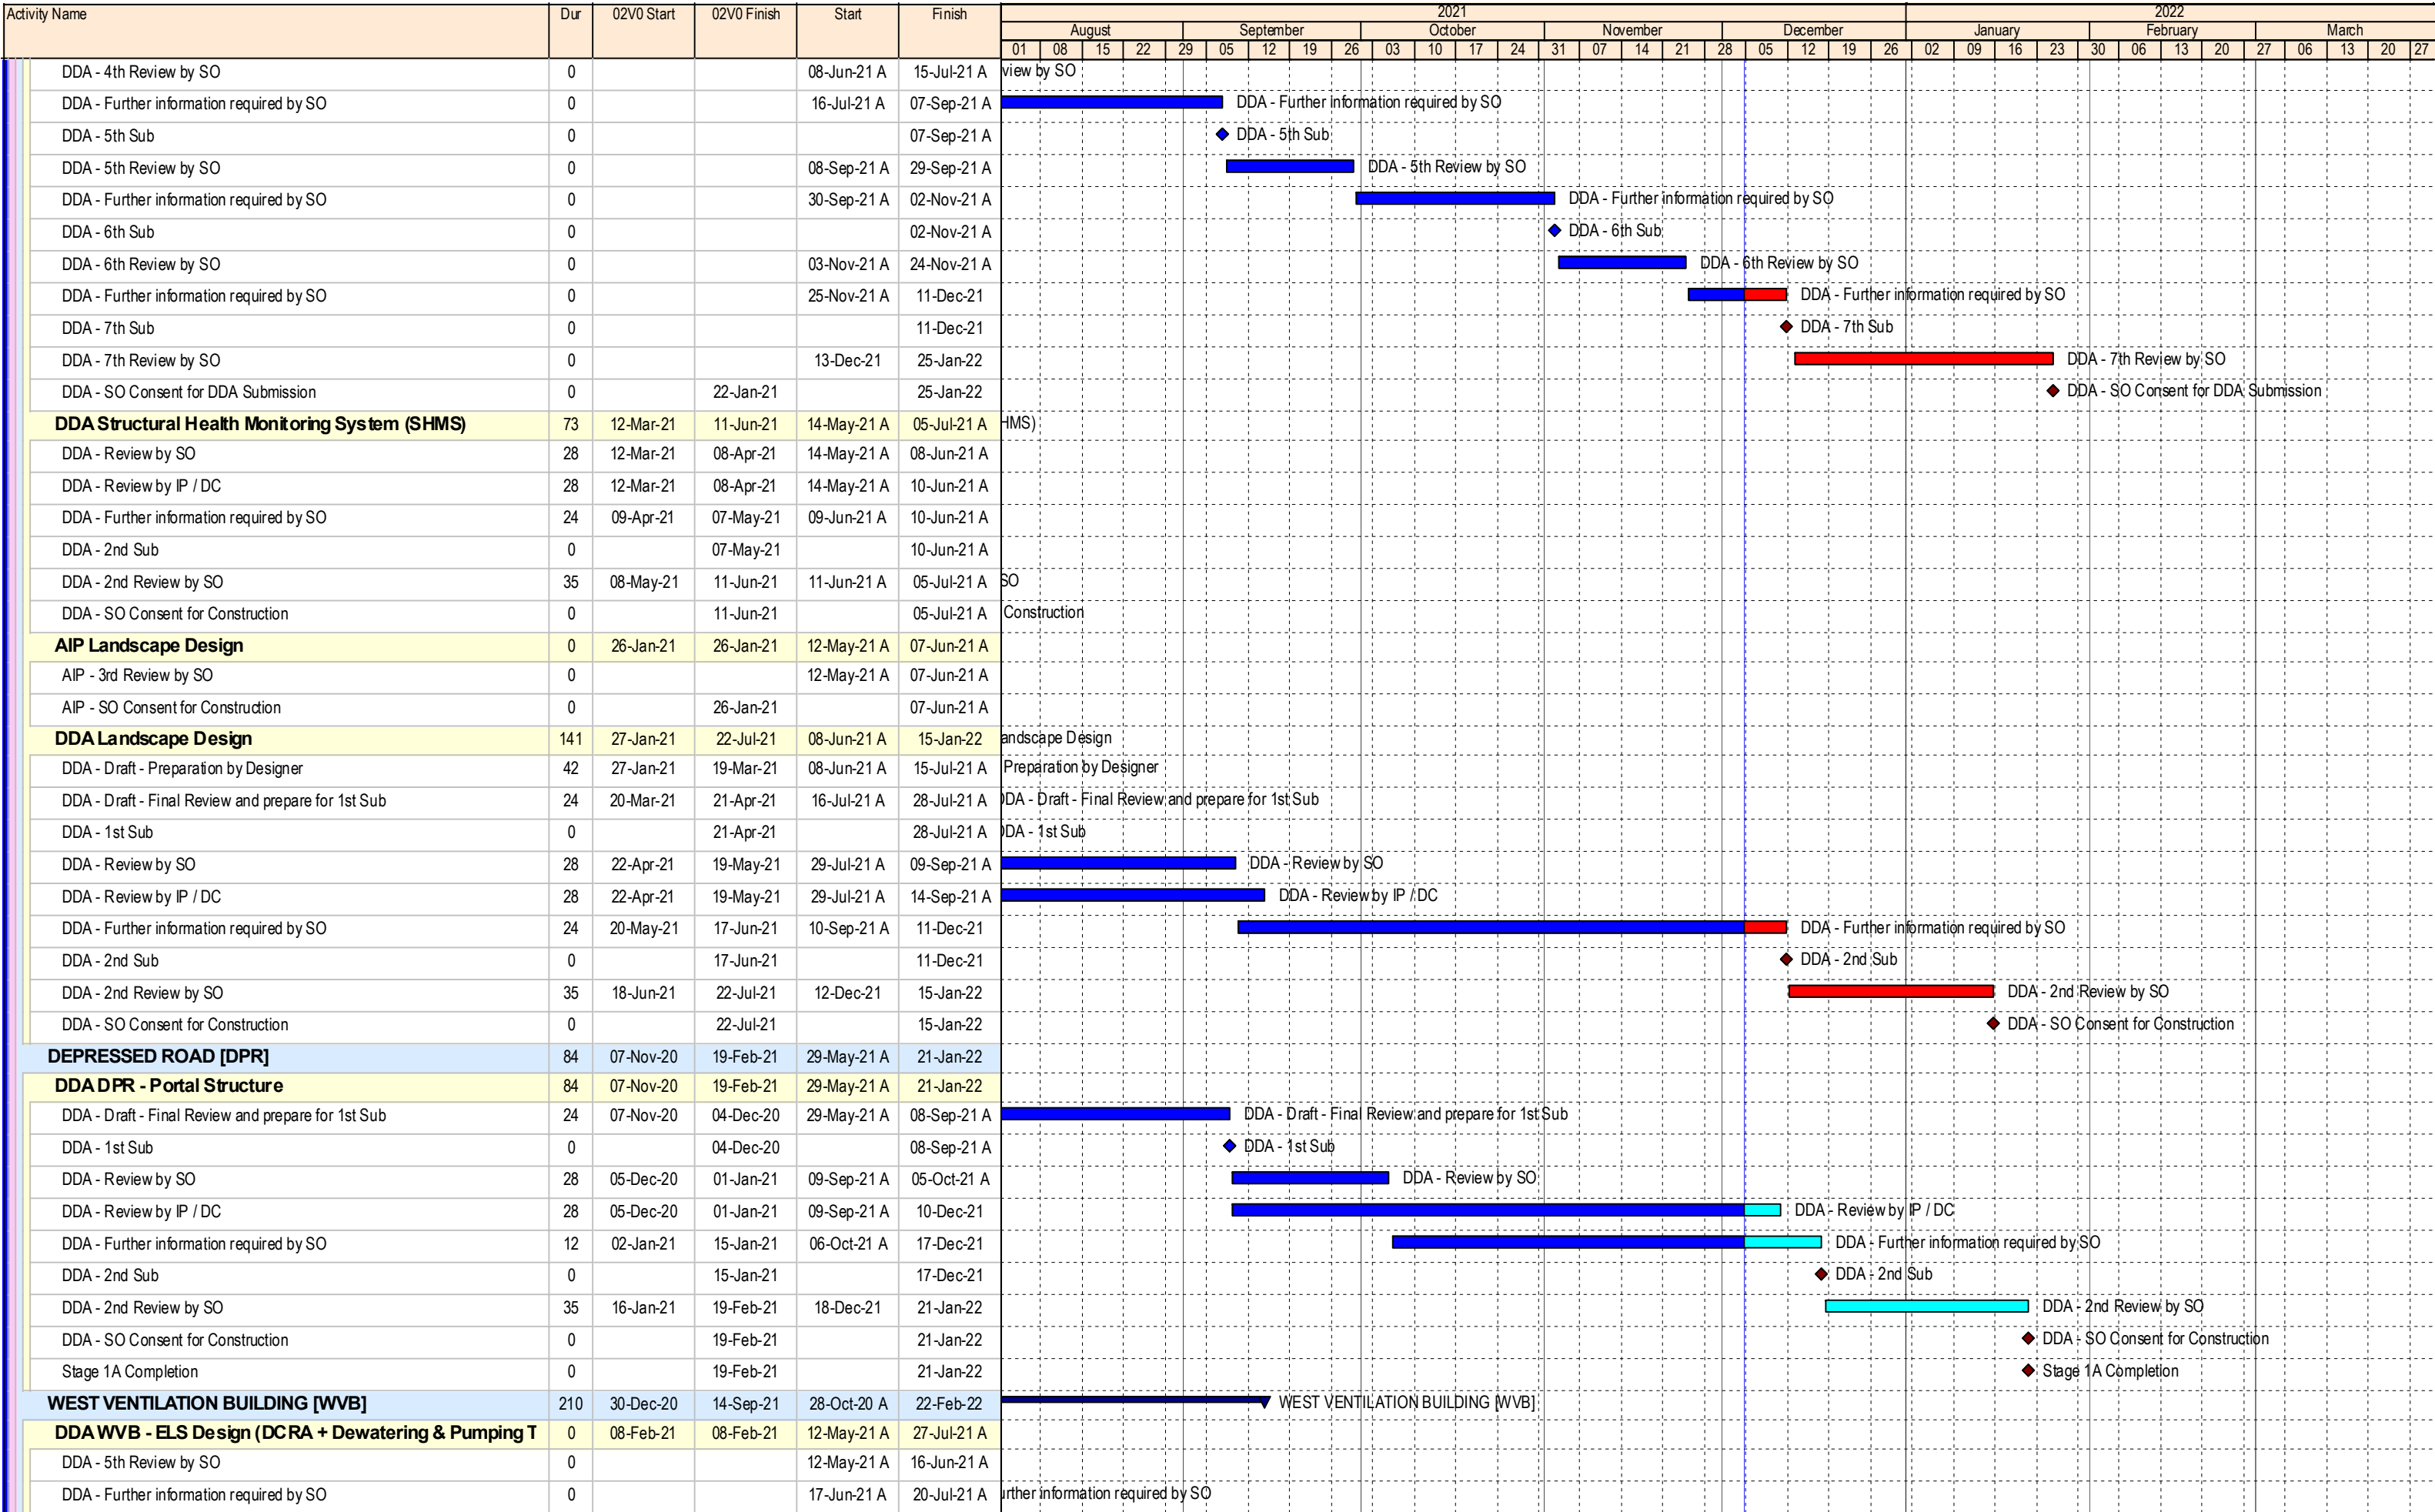 Activity Name Dur 02V0 Start 02V0 Finish Start Finish 2021 2022
August September October November December January February March
01 08 15 22 29 05 12 19 26 03 10 17 24 31 07 14 21 28 05 12 19 26 02 09 16 23 30 06 13 20 27 06 13 20 27
DDA - 4th Review by SO 0 08-Jun-21 A 15-Jul-21 A view by SO
DDA - Further information required by SO 0 16-Jul-21 A 07-Sep-21 A DDA - Further information required by SO
DDA - 5th Sub 0 07-Sep-21 A DDA - 5th Sub
DDA - 5th Review by SO 0 08-Sep-21 A 29-Sep-21 A DDA - 5th Review by SO
DDA - Further information required by SO 0 30-Sep-21 A 02-Nov-21 A DDA - Further information required by SO
DDA - 6th Sub 0 02-Nov-21 A DDA - 6th Sub
DDA - 6th Review by SO 0 03-Nov-21 A 24-Nov-21 A DDA - 6th Review by SO
DDA - Further information required by SO 0 25-Nov-21 A 11-Dec-21 DDA - Further information required by SO
DDA - 7th Sub 0 11-Dec-21 DDA - 7th Sub
DDA - 7th Review by SO 0 13-Dec-21 25-Jan-22 DDA - 7th Review by SO
DDA - SO Consent for DDA Submission 0 22-Jan-21 25-Jan-22 DDA - SO Consent for DDA Submission
DDA Structural Health Monitoring System (SHMS) 73 12-Mar-21 11-Jun-21 14-May-21 A 05-Jul-21 A HMS)
DDA - Review by SO 28 12-Mar-21 08-Apr-21 14-May-21 A 08-Jun-21 A
DDA - Review by IP / DC 28 12-Mar-21 08-Apr-21 14-May-21 A 10-Jun-21 A
DDA - Further information required by SO 24 09-Apr-21 07-May-21 09-Jun-21 A 10-Jun-21 A
DDA - 2nd Sub 0 07-May-21 10-Jun-21 A
DDA - 2nd Review by SO 35 08-May-21 11-Jun-21 11-Jun-21 A 05-Jul-21 A SO
DDA - SO Consent for Construction 0 11-Jun-21 05-Jul-21 A Construction
AIP Landscape Design 0 26-Jan-21 26-Jan-21 12-May-21 A 07-Jun-21 A
AIP - 3rd Review by SO 0 12-May-21 A 07-Jun-21 A
AIP - SO Consent for Construction 0 26-Jan-21 07-Jun-21 A
DDA Landscape Design 141 27-Jan-21 22-Jul-21 08-Jun-21 A 15-Jan-22 andscape Design
DDA - Draft - Preparation by Designer 42 27-Jan-21 19-Mar-21 08-Jun-21 A 15-Jul-21 A Preparation by Designer
DDA - Draft - Final Review and prepare for 1st Sub 24 20-Mar-21 21-Apr-21 16-Jul-21 A 28-Jul-21 A DDA - Draft - Final Review and prepare for 1st Sub
DDA - 1st Sub 0 21-Apr-21 28-Jul-21 A DDA - 1st Sub
DDA - Review by SO 28 22-Apr-21 19-May-21 29-Jul-21 A 09-Sep-21 A DDA - Review by SO
DDA - Review by IP / DC 28 22-Apr-21 19-May-21 29-Jul-21 A 14-Sep-21 A DDA - Review by IP / DC
DDA - Further information required by SO 24 20-May-21 17-Jun-21 10-Sep-21 A 11-Dec-21 DDA - Further information required by SO
DDA - 2nd Sub 0 17-Jun-21 11-Dec-21 DDA - 2nd Sub
DDA - 2nd Review by SO 35 18-Jun-21 22-Jul-21 12-Dec-21 15-Jan-22 DDA - 2nd Review by SO
DDA - SO Consent for Construction 0 22-Jul-21 15-Jan-22 DDA - SO Consent for Construction
DEPRESSED ROAD [DPR] 84 07-Nov-20 19-Feb-21 29-May-21 A 21-Jan-22
DDA DPR - Portal Structure 84 07-Nov-20 19-Feb-21 29-May-21 A 21-Jan-22
DDA - Draft - Final Review and prepare for 1st Sub 24 07-Nov-20 04-Dec-20 29-May-21 A 08-Sep-21 A DDA - Draft - Final Review and prepare for 1st Sub
DDA - 1st Sub 0 04-Dec-20 08-Sep-21 A DDA - 1st Sub
DDA - Review by SO 28 05-Dec-20 01-Jan-21 09-Sep-21 A 05-Oct-21 A DDA - Review by SO
DDA - Review by IP / DC 28 05-Dec-20 01-Jan-21 09-Sep-21 A 10-Dec-21 DDA - Review by IP / DC
DDA - Further information required by SO 12 02-Jan-21 15-Jan-21 06-Oct-21 A 17-Dec-21 DDA - Further information required by SO
DDA - 2nd Sub 0 15-Jan-21 17-Dec-21 DDA - 2nd Sub
DDA - 2nd Review by SO 35 16-Jan-21 19-Feb-21 18-Dec-21 21-Jan-22 DDA - 2nd Review by SO
DDA - SO Consent for Construction 0 19-Feb-21 21-Jan-22 DDA - SO Consent for Construction
Stage 1A Completion 0 19-Feb-21 21-Jan-22 Stage 1A Completion
WEST VENTILATION BUILDING [WVB] 210 30-Dec-20 14-Sep-21 28-Oct-20 A 22-Feb-22 WEST VENTILATION BUILDING [WVB]
DDA WVB - ELS Design (DCRA + Dewatering & Pumping T 0 08-Feb-21 08-Feb-21 12-May-21 A 27-Jul-21 A
DDA - 5th Review by SO 0 12-May-21 A 16-Jun-21 A
DDA - Further information required by SO 0 17-Jun-21 A 20-Jul-21 A urther information required by SO